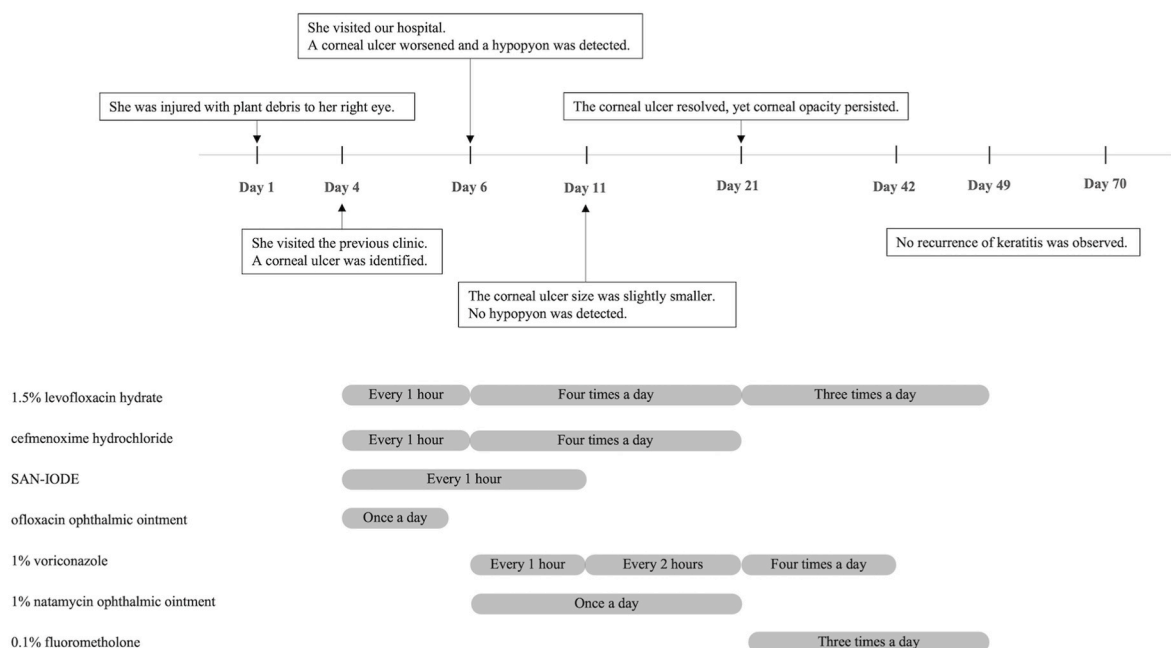 She visited our hospital.
A corneal ulcer worsened and a hypopyon was detected.
She was injured with plant debris to her right eye.
The corneal ulcer resolved, yet corneal opacity persisted.
Day 1 Day 4 Day 6 Day 11 Day 21 Day 42 Day 49 Day 70
She visited the previous clinic.
A corneal ulcer was identified.
No recurrence of keratitis was observed.
The corneal ulcer size was slightly smaller.
No hypopyon was detected.
1.5% levofloxacin hydrate Every 1 hour Four times a day Three times a day
cefmenoxime hydrochloride Every 1 hour Four times a day
SAN-IODE Every 1 hour
ofloxacin ophthalmic ointment Once a day
1% voriconazole Every 1 hour Every 2 hours Four times a day
1% natamycin ophthalmic ointment Once a day
0.1% fluorometholone Three times a day